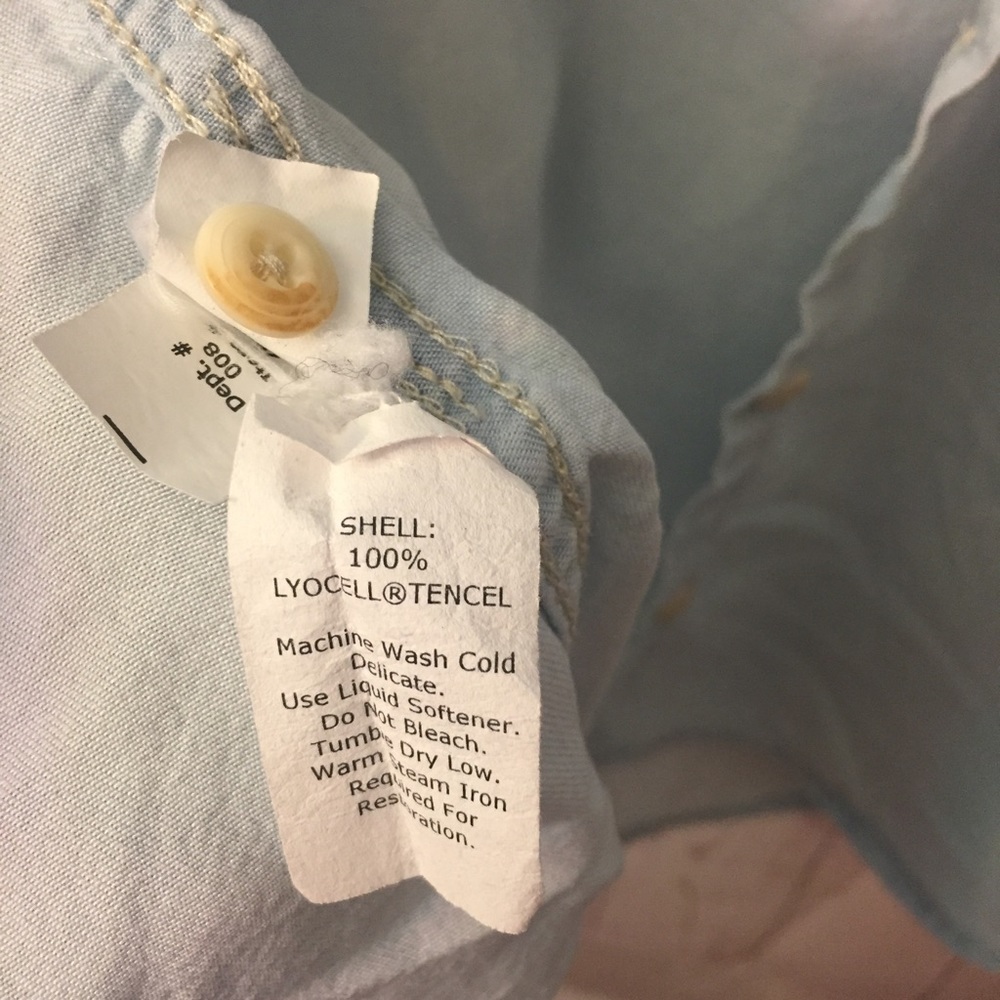 Dept. #
008
SHELL:
100%
LYOCELL®TENCEL
Machine Wash Cold
Delicate.
Use Liquid Softener.
Do Not Bleach.
Tumble Dry Low.
Warm Steam Iron
Required For
Restoration.